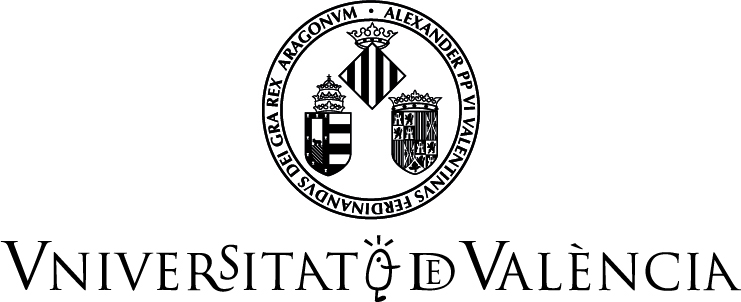 ALEXANDER PP VI VALENTINVS FERDINANDVS DEI GRA REX ARAGONVM •
VNIVERSITAT DE VALÈNCIA